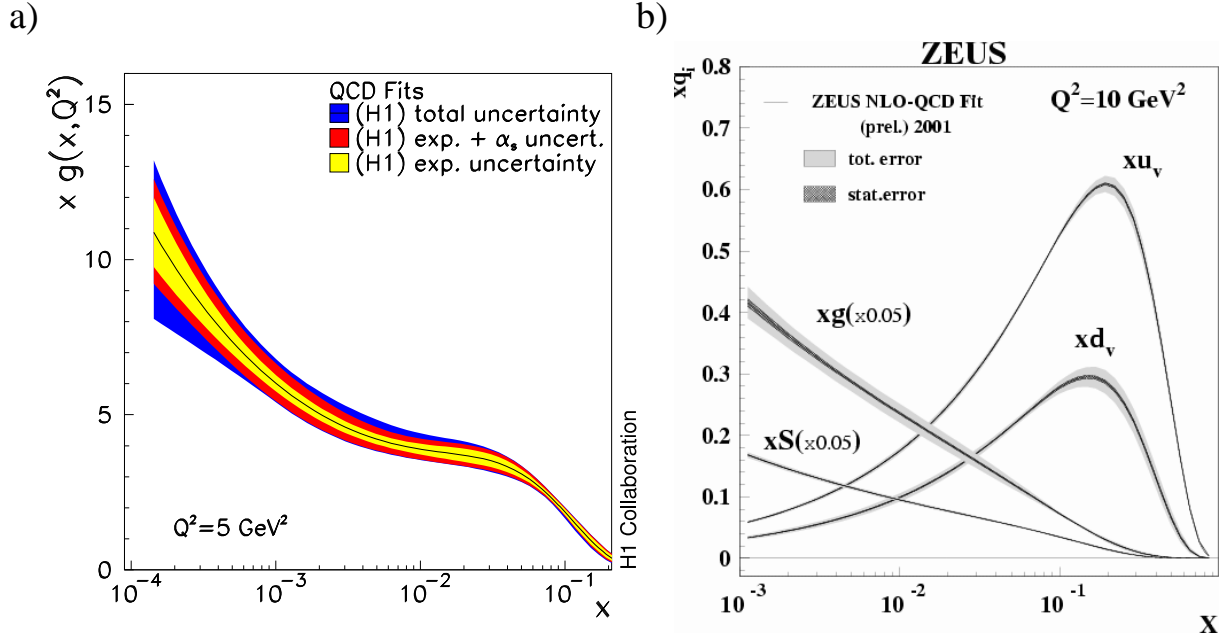 a)
x g(x,Q²)
15
10
5
0
QCD Fits
(H1) total uncertainty
(H1) exp. + αₛ uncert.
(H1) exp. uncertainty
Q²=5 GeV²
10⁻⁴
10⁻³
10⁻²
10⁻¹
x
H1 Collaboration
b)
ZEUS
xqᵢ
0.8
0.7
0.6
0.5
0.4
0.3
0.2
0.1
0
ZEUS NLO-QCD Fit
(prel.) 2001
tot. error
stat.error
Q²=10 GeV²
xuᵥ
xg(x0.05)
xdᵥ
xS(x0.05)
10⁻³
10⁻²
10⁻¹
X